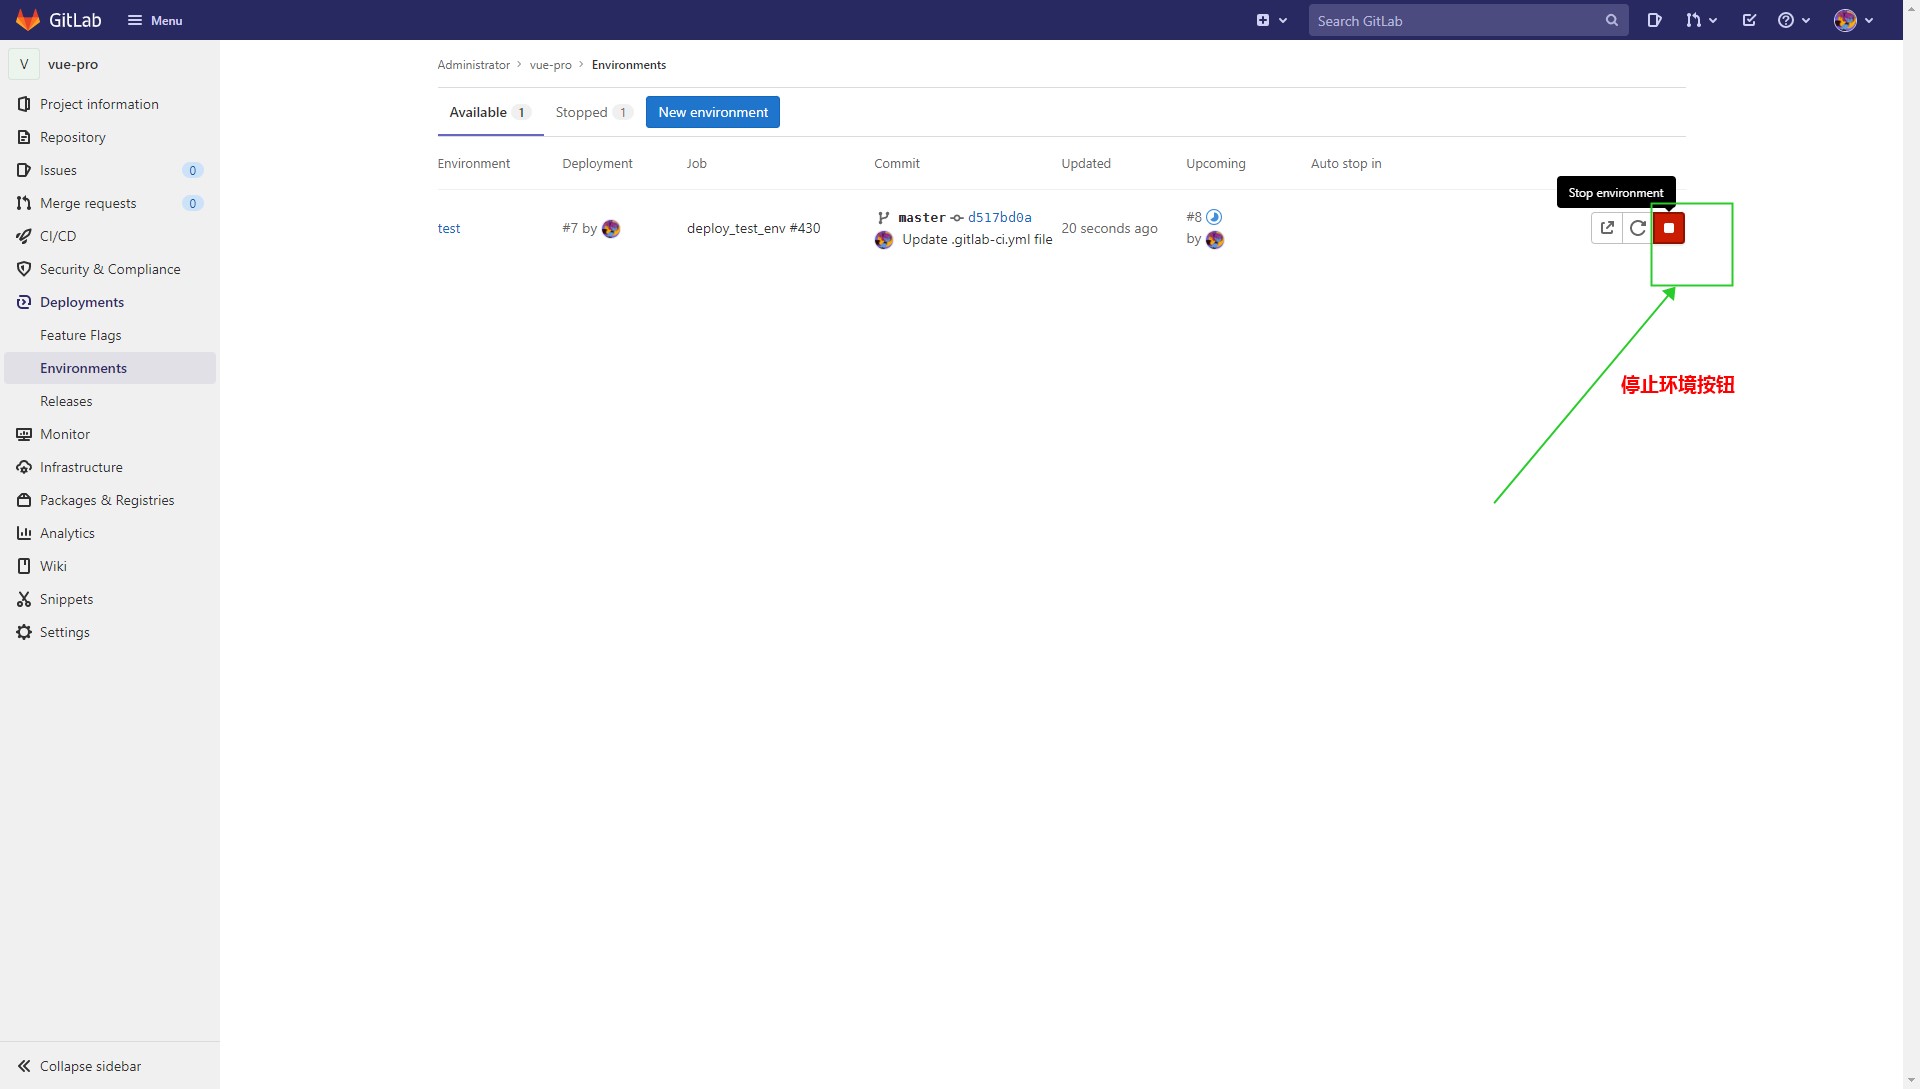 GitLab
Menu
Search GitLab
V
vue-pro
Project information
Repository
Issues
0
Merge requests
0
CI/CD
Security & Compliance
Deployments
Feature Flags
Environments
Releases
Monitor
Infrastructure
Packages & Registries
Analytics
Wiki
Snippets
Settings
Collapse sidebar
Administrator > vue-pro > Environments
Available 1 Stopped 1 New environment
Environment Deployment Job Commit Updated Upcoming Auto stop in
Stop environment
test
#7 by
deploy_test_env #430
master d517bd0a
Update .gitlab-ci.yml file
20 seconds ago
#8
by
停止环境按钮